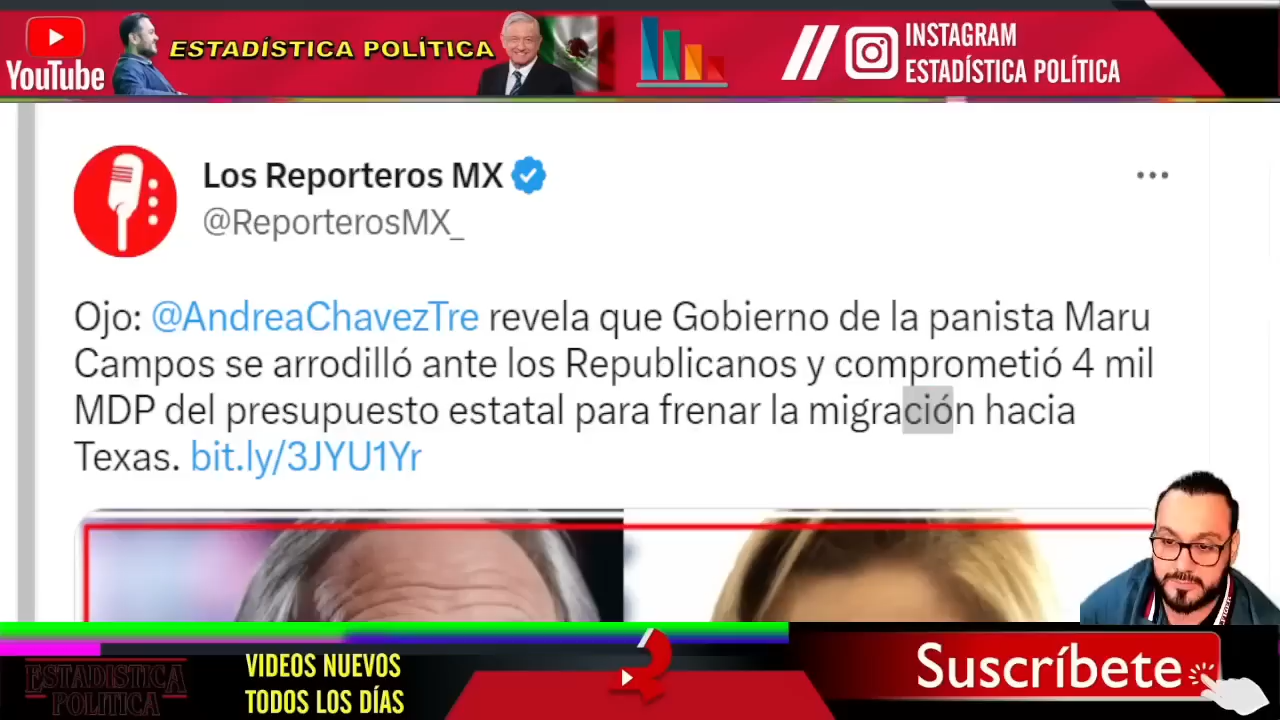 YouTube
ESTADÍSTICA POLÍTICA
INSTAGRAM
ESTADÍSTICA POLÍTICA
Los Reporteros MX
@ReporterosMX_
Ojo: @AndreaChavezTre revela que Gobierno de la panista Maru
Campos se arrodilló ante los Republicanos y comprometió 4 mil
MDP del presupuesto estatal para frenar la migración hacia
Texas. bit.ly/3JYU1Yr
ESTADISTICA
POLITICA
VIDEOS NUEVOS
TODOS LOS DÍAS
Suscríbete